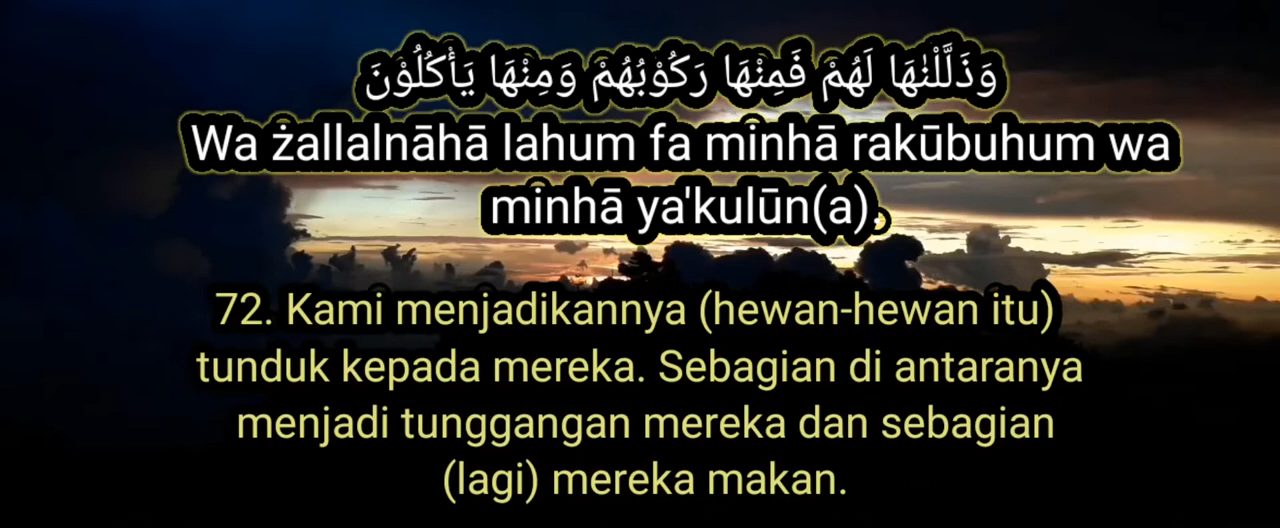 وَذَلَّلْنٰهَا لَهُمْ فَمِنْهَا رَكُوْبُهُمْ وَمِنْهَا يَأْكُلُوْنَ
Wa żallalnāhā lahum fa minhā rakūbuhum wa
minhā ya'kulūn(a).
72. Kami menjadikannya (hewan-hewan itu)
tunduk kepada mereka. Sebagian di antaranya
menjadi tunggangan mereka dan sebagian
(lagi) mereka makan.